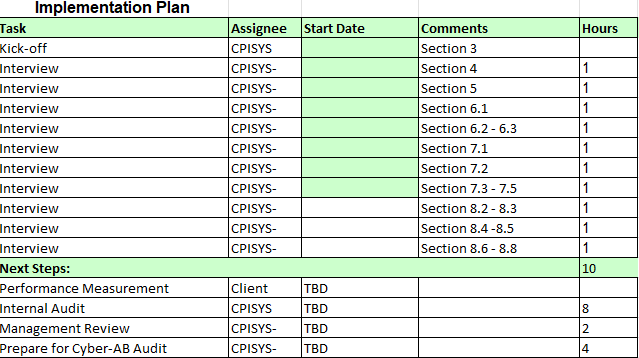 Implementation Plan
Task Assignee Start Date Comments Hours
Kick-off CPISYS Section 3
Interview CPISYS- Section 4 1
Interview CPISYS- Section 5 1
Interview CPISYS- Section 6.1 1
Interview CPISYS- Section 6.2 - 6.3 1
Interview CPISYS- Section 7.1 1
Interview CPISYS- Section 7.2 1
Interview CPISYS- Section 7.3 - 7.5 1
Interview CPISYS- Section 8.2 - 8.3 1
Interview CPISYS- Section 8.4 -8.5 1
Interview CPISYS- Section 8.6 - 8.8 1
Next Steps: 10
Performance Measurement Client TBD
Internal Audit CPISYS TBD 8
Management Review CPISYS- TBD 2
Prepare for Cyber-AB Audit CPISYS- TBD 4